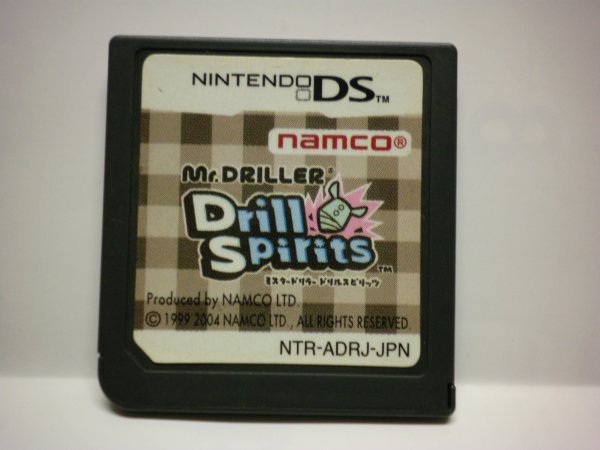 NINTENDO DS™
namco®
Mr.DRILLER®
Drill
Spirits™
ミスタードリラー ドリルスピリッツ
Produced by NAMCO LTD.
© 1999 2004 NAMCO LTD., ALL RIGHTS RESERVED.
NTR-ADRJ-JPN